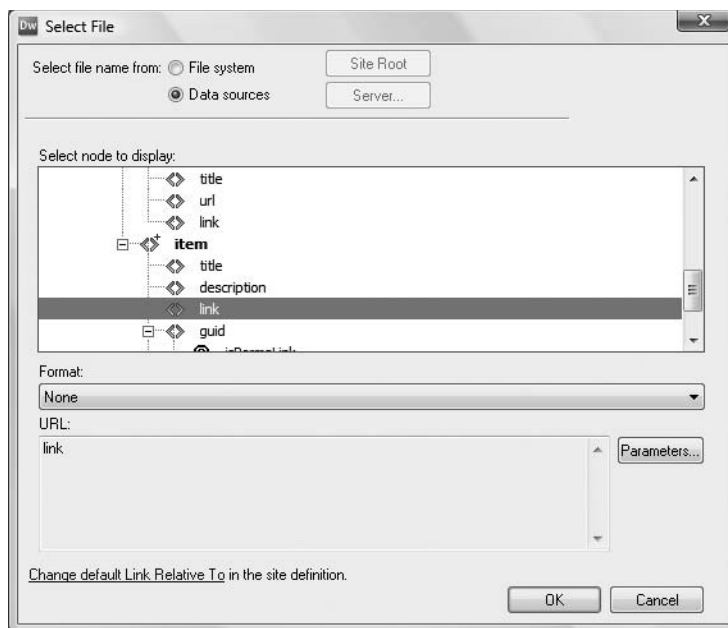 Dw Select File
Select file name from: File system Site Root
Data sources Server...
Select node to display:
title
url
link
item
title
description
link
guid
Format:
None
URL:
link Parameters...
Change default Link Relative To in the site definition.
OK Cancel